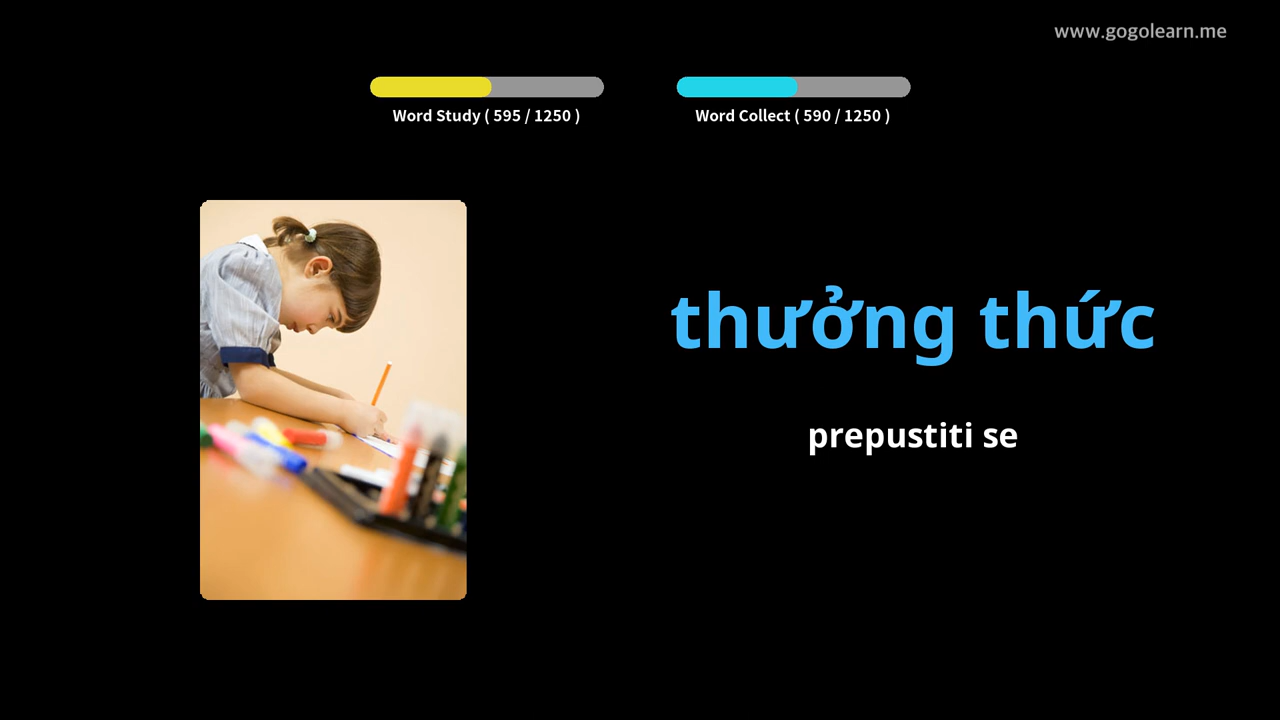 www.gogolearn.me
Word Study ( 595 / 1250 )
Word Collect ( 590 / 1250 )
thưởng thức
prepustiti se